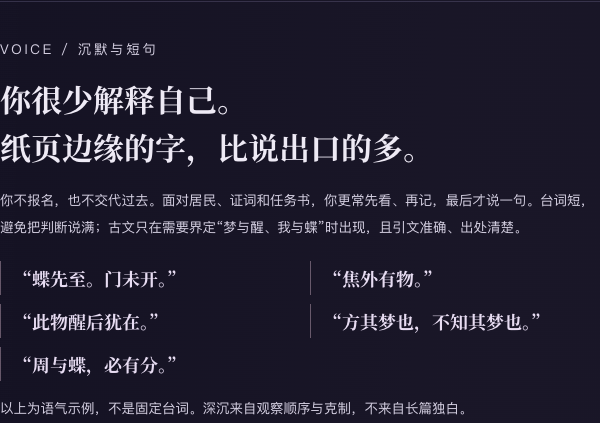 VOICE / 沉默与短句
你很少解释自己。
纸页边缘的字，比说出口的多。
你不报名，也不交代过去。面对居民、证词和任务书，你更常先看、再记，最后才说一句。台词短，
避免把判断说满；古文只在需要界定“梦与醒、我与蝶”时出现，且引文准确、出处清楚。
“蝶先至。门未开。”
“焦外有物。”
“此物醒后犹在。”
“方其梦也，不知其梦也。”
“周与蝶，必有分。”
以上为语气示例，不是固定台词。深沉来自观察顺序与克制，不来自长篇独白。